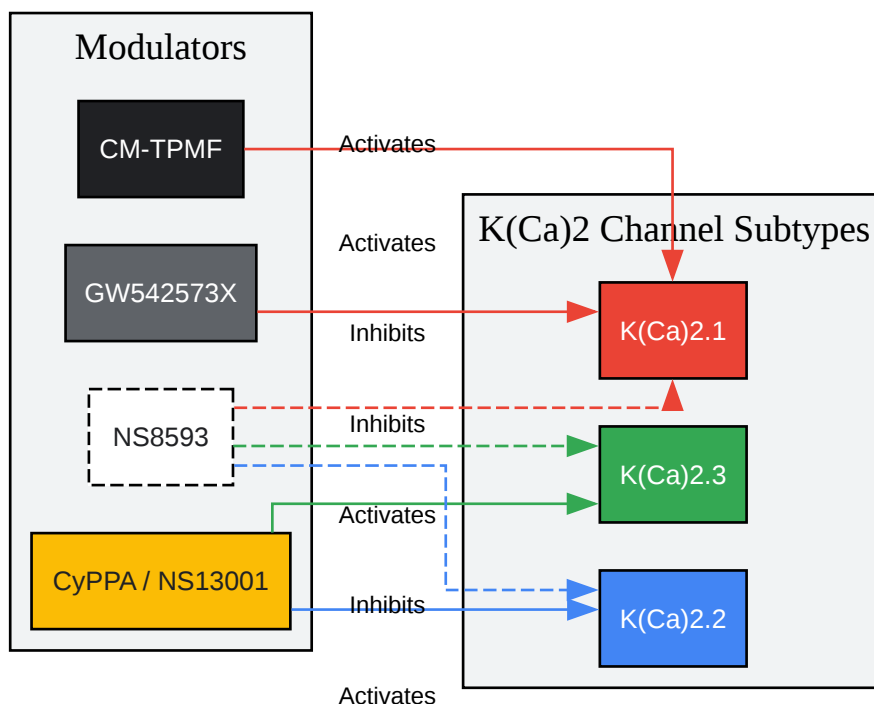 Modulators
CM-TPMF
GW542573X
NS8593
CyPPA / NS13001
Activates
Activates
Inhibits
Inhibits
Activates
Inhibits
Activates
K(Ca)2 Channel Subtypes
K(Ca)2.1
K(Ca)2.3
K(Ca)2.2